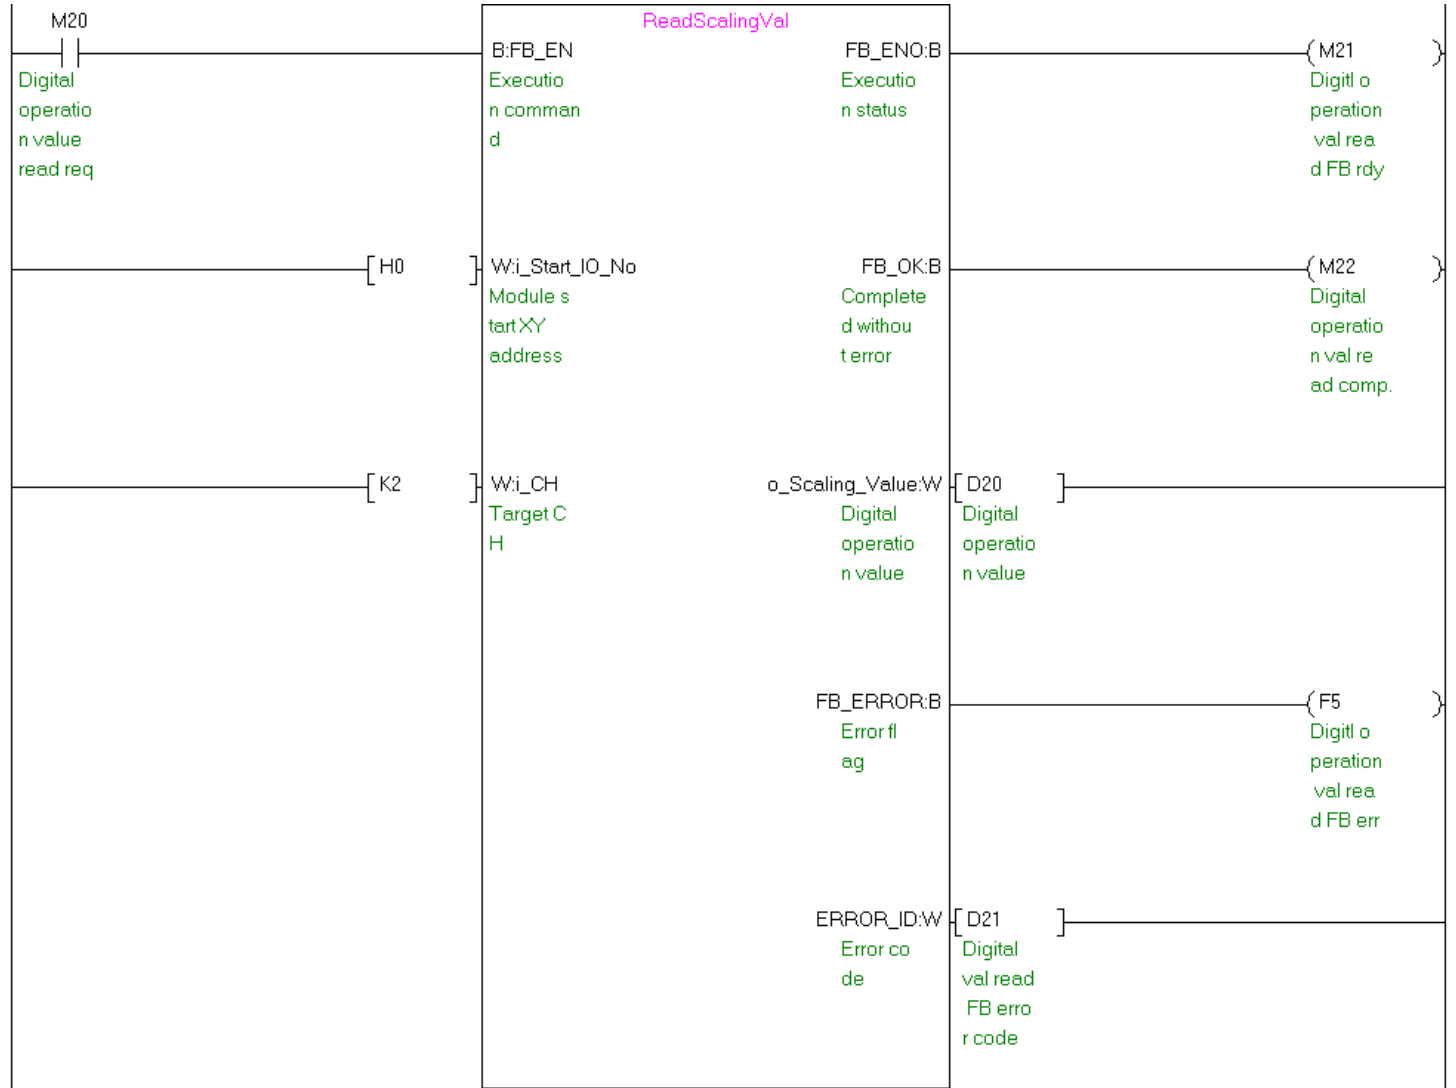 M20
ReadScalingVal
B:FB_EN
FB_ENO:B
M21
Digital
operatio
n value
read req
Executio
n comman
d
Executio
n status
Digitl o
peration
val rea
d FB rdy
H0
W:i_Start_IO_No
FB_OK:B
M22
Module s
tart XY
address
Complete
d withou
t error
Digital
operatio
n val re
ad comp.
K2
W:i_CH
o_Scaling_Value:W
D20
Target C
H
Digital
operatio
n value
Digital
operatio
n value
FB_ERROR:B
F5
Error fl
ag
Digitl o
peration
val rea
d FB err
ERROR_ID:W
D21
Error co
de
Digital
val read
FB erro
r code